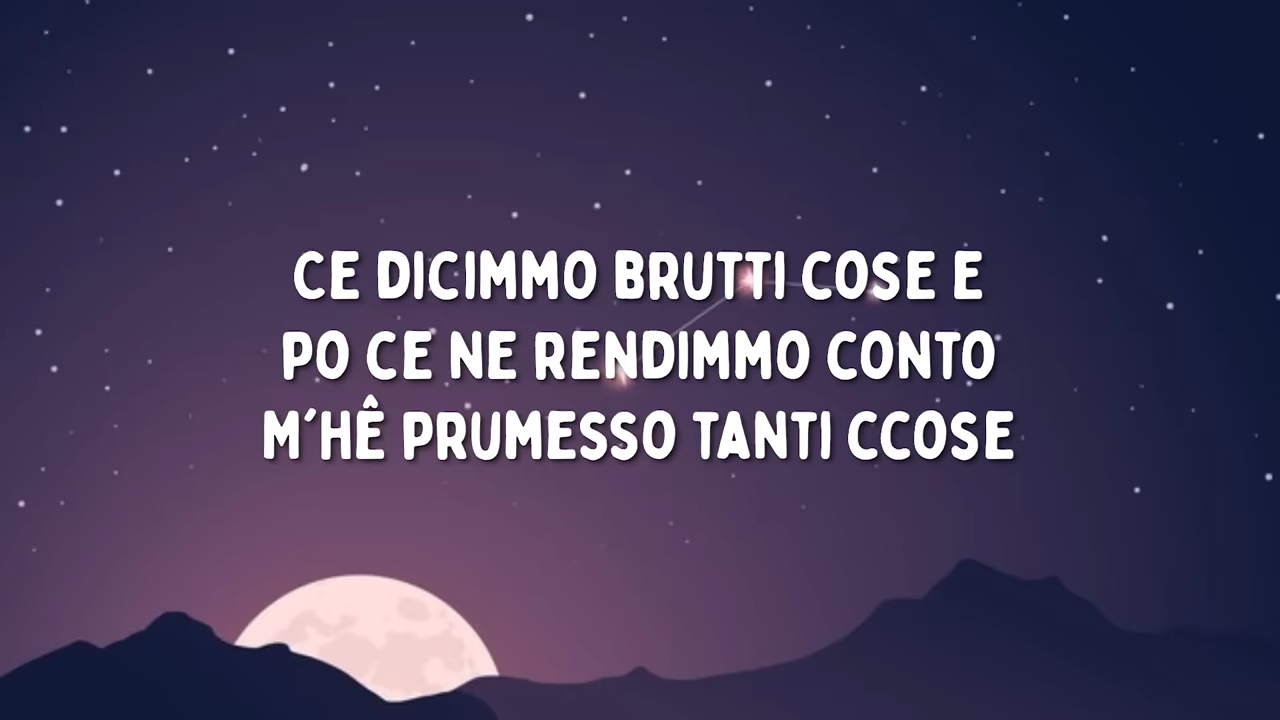 CE DICIMMO BRUTTI COSE E
PO CE NE RENDIMMO CONTO
M'HÊ PRUMESSO TANTI CCOSE